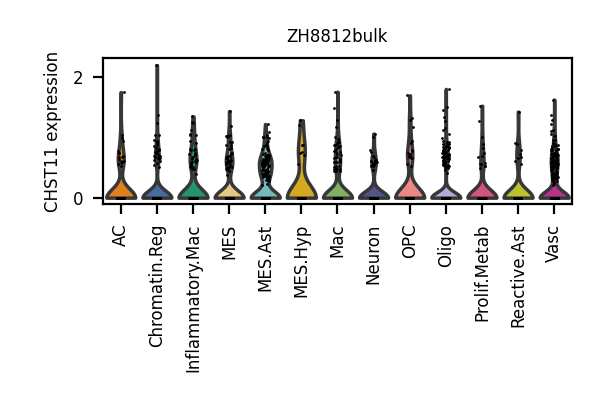 ZH8812bulk
CHST11 expression
2
0
AC
Chromatin.Reg
Inflammatory.Mac
MES
MES.Ast
MES.Hyp
Mac
Neuron
OPC
Oligo
Prolif.Metab
Reactive.Ast
Vasc